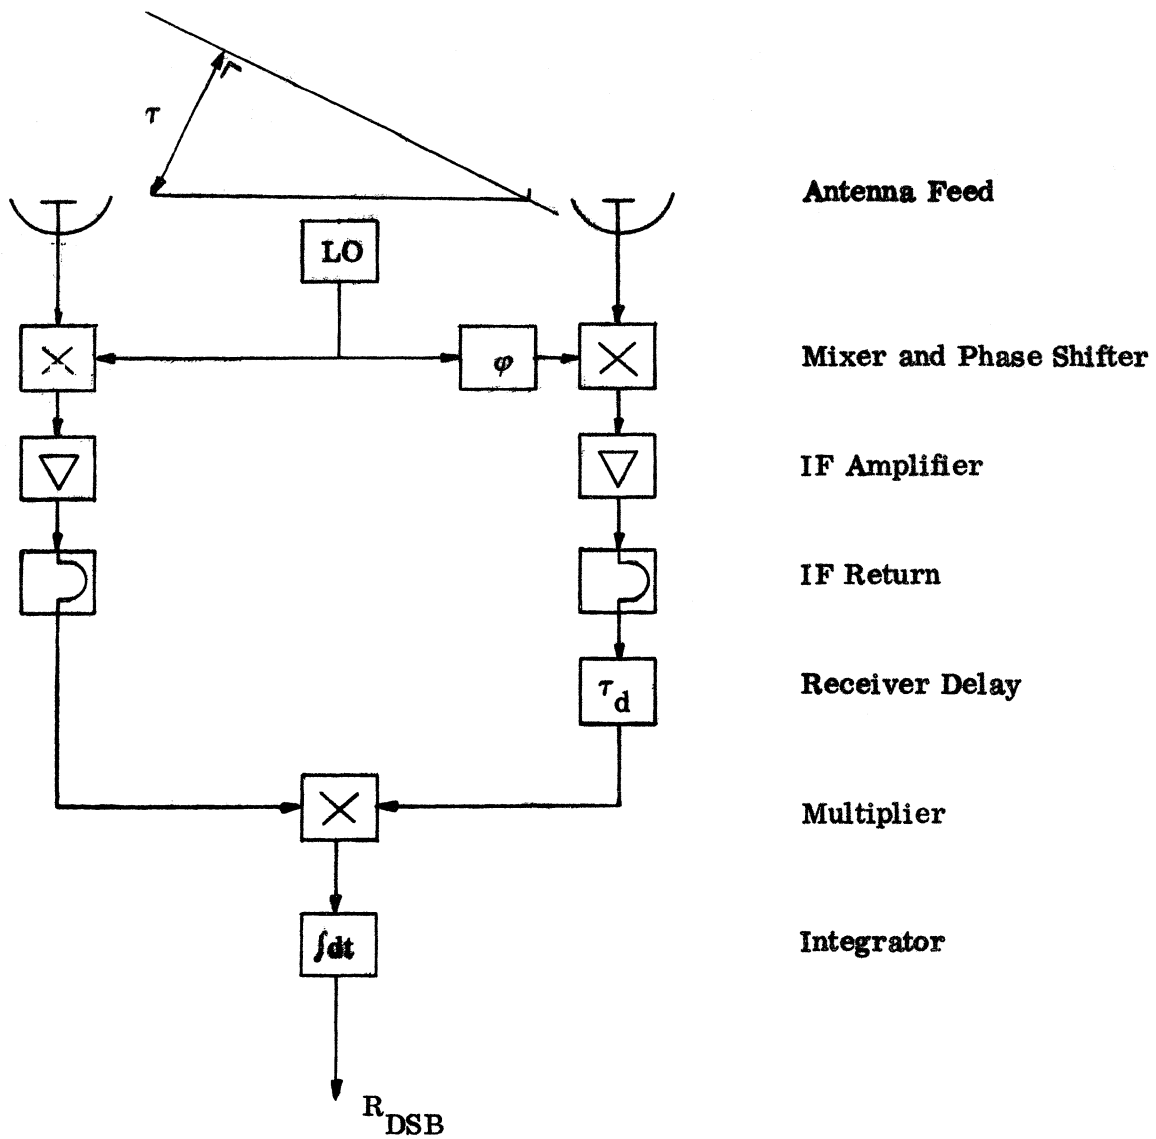 τ
Antenna Feed
LO
φ
Mixer and Phase Shifter
IF Amplifier
IF Return
τd
Receiver Delay
Multiplier
∫dt
Integrator
RDSB